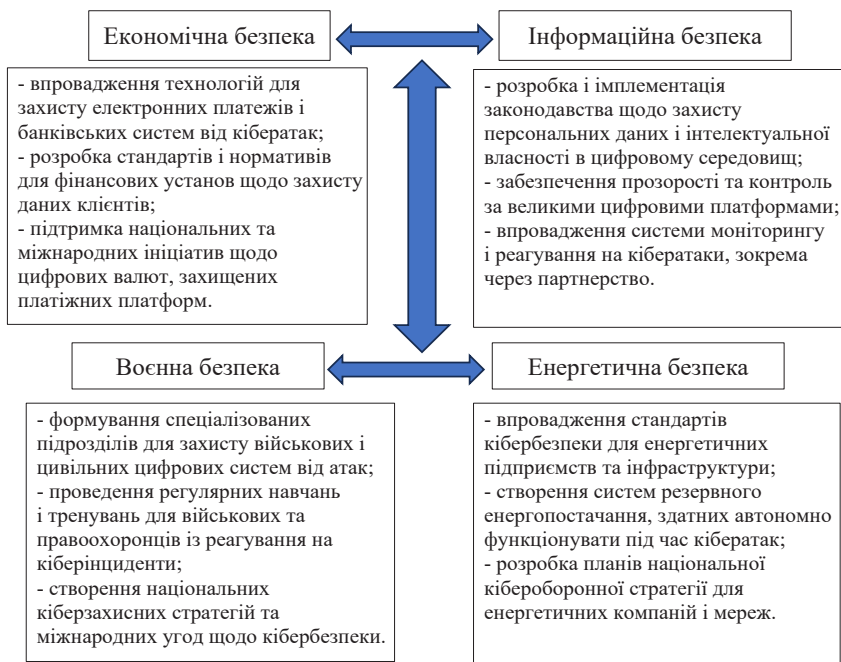 Економічна безпека
Інформаційна безпека
- впровадження технологій для
захисту електронних платежів і
банківських систем від кібератак;
- розробка стандартів і нормативів
для фінансових установ щодо захисту
даних клієнтів;
- підтримка національних та
міжнародних ініціатив щодо
цифрових валют, захищених
платіжних платформ.
- розробка і імплементація
законодавства щодо захисту
персональних даних і інтелектуальної
власності в цифровому середовищ;
- забезпечення прозорості та контроль
за великими цифровими платформами;
- впровадження системи моніторингу
і реагування на кібератаки, зокрема
через партнерство.
Воєнна безпека
Енергетична безпека
- формування спеціалізованих
підрозділів для захисту військових і
цивільних цифрових систем від атак;
- проведення регулярних навчань
і тренувань для військових та
правоохоронців із реагування на
кіберінциденти;
- створення національних
кіберзахисних стратегій та
міжнародних угод щодо кібербезпеки.
- впровадження стандартів
кібербезпеки для енергетичних
підприємств та інфраструктури;
- створення систем резервного
енергопостачання, здатних автономно
функціонувати під час кібератак;
- розробка планів національної
кібероборонної стратегії для
енергетичних компаній і мереж.